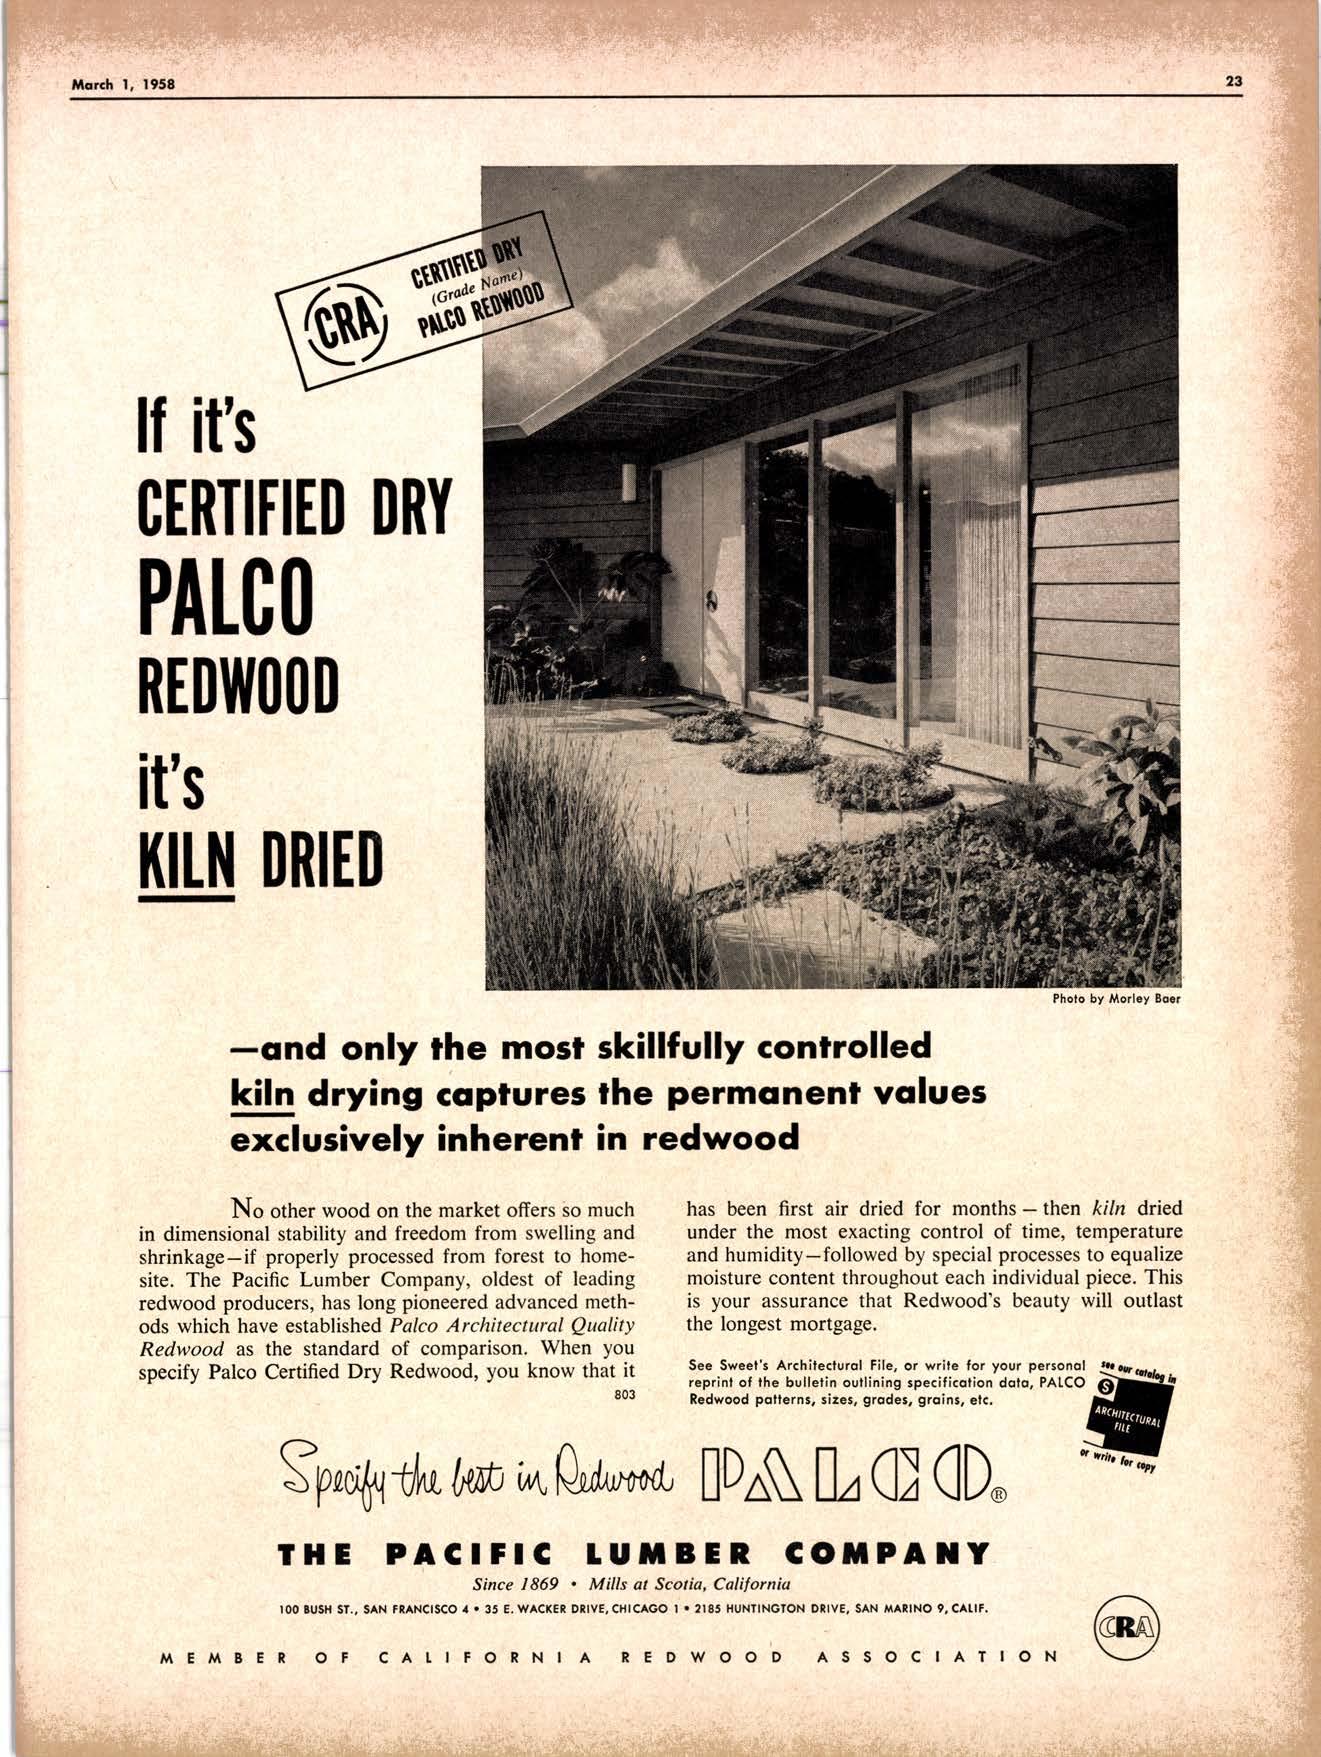 March 1, 1958
23
CRA
CERTIFIED DRY
(Grade Name)
PALCO REDWOOD
If it's
CERTIFIED DRY
PALCO
REDWOOD
it's
KILN DRIED
Photo by Morley Baer
—and only the most skillfully controlled
kiln drying captures the permanent values
exclusively inherent in redwood
No other wood on the market offers so much
in dimensional stability and freedom from swelling and
shrinkage—if properly processed from forest to home-
site. The Pacific Lumber Company, oldest of leading
redwood producers, has long pioneered advanced meth-
ods which have established Palco Architectural Quality
Redwood as the standard of comparison. When you
specify Palco Certified Dry Redwood, you know that it
803
has been first air dried for months — then kiln dried
under the most exacting control of time, temperature
and humidity—followed by special processes to equalize
moisture content throughout each individual piece. This
is your assurance that Redwood's beauty will outlast
the longest mortgage.
See Sweet's Architectural File, or write for your personal
reprint of the bulletin outlining specification data, PALCO
Redwood patterns, sizes, grades, grains, etc.
see our catalog in
S
ARCHITECTURAL
FILE
or write for copy
Specify the best in Redwood
PALCO®
THE PACIFIC LUMBER COMPANY
Since 1869 • Mills at Scotia, California
100 BUSH ST., SAN FRANCISCO 4 • 35 E. WACKER DRIVE, CHICAGO 1 • 2185 HUNTINGTON DRIVE, SAN MARINO 9, CALIF.
CRA
MEMBER OF CALIFORNIA REDWOOD ASSOCIATION